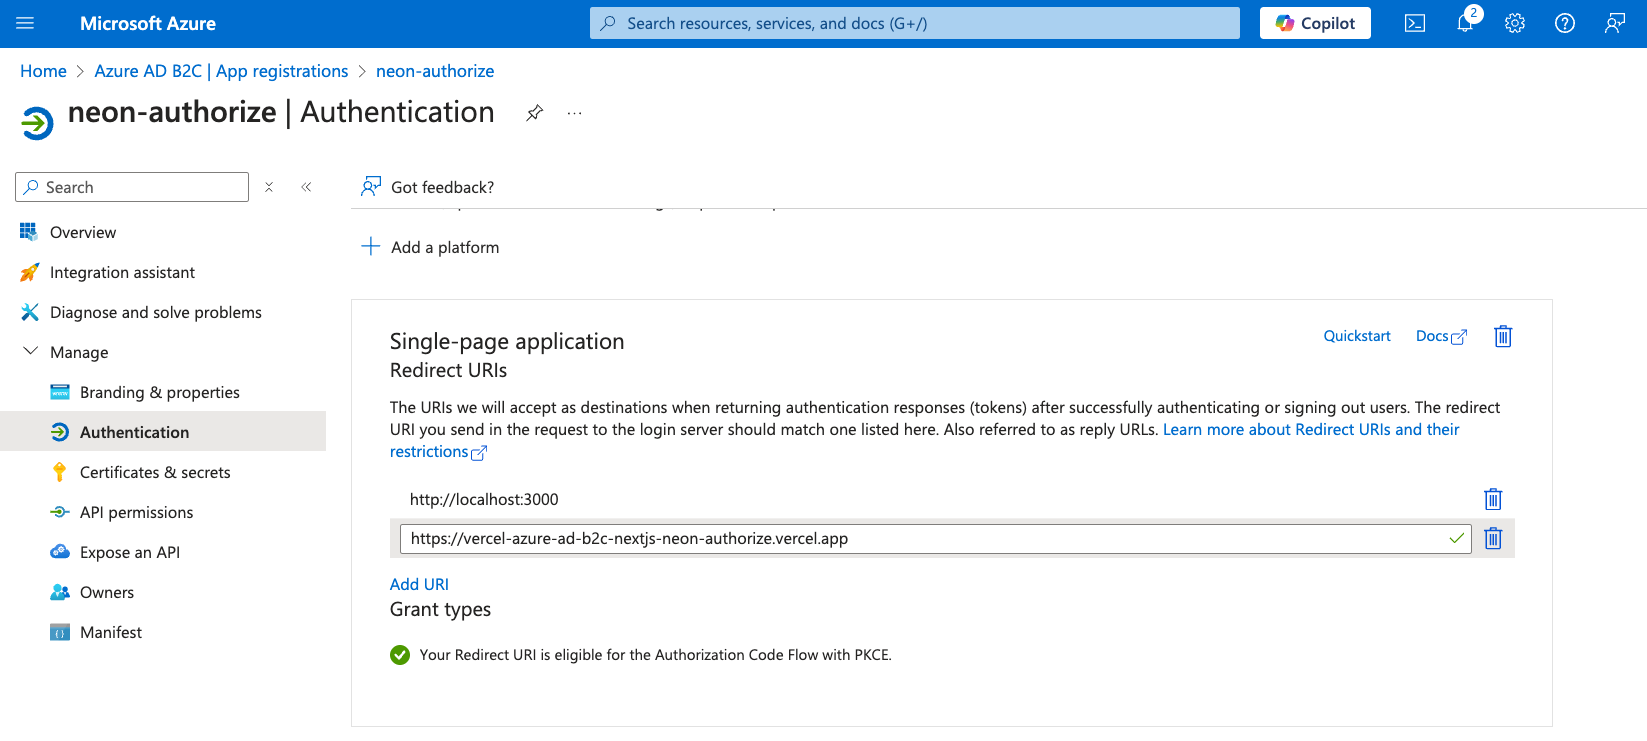 Microsoft Azure
Search resources, services, and docs (G+/)
Copilot
2
Home > Azure AD B2C | App registrations > neon-authorize
neon-authorize | Authentication
Search
Got feedback?
Overview
Add a platform
Integration assistant
Diagnose and solve problems
Manage
Branding & properties
Authentication
Certificates & secrets
API permissions
Expose an API
Owners
Manifest
Single-page application
Quickstart
Docs
Redirect URIs
The URIs we will accept as destinations when returning authentication responses (tokens) after successfully authenticating or signing out users. The redirect
URI you send in the request to the login server should match one listed here. Also referred to as reply URLs. Learn more about Redirect URIs and their
restrictions
http://localhost:3000
https://vercel-azure-ad-b2c-nextjs-neon-authorize.vercel.app
Add URI
Grant types
Your Redirect URI is eligible for the Authorization Code Flow with PKCE.